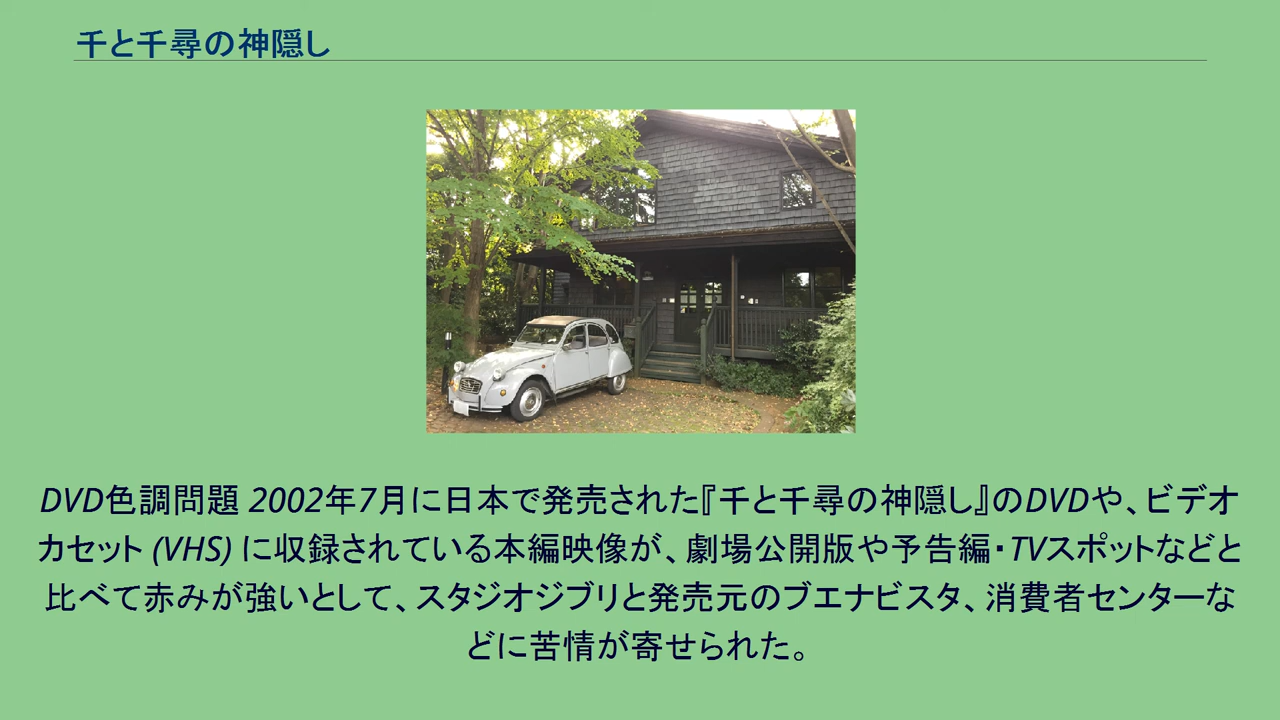 千と千尋の神隠し
DVD色調問題 2002年7月に日本で発売された『千と千尋の神隠し』のDVDや、ビデオ
カセット (VHS) に収録されている本編映像が、劇場公開版や予告編・TVスポットなどと
比べて赤みが強いとして、スタジオジブリと発売元のブエナビスタ、消費者センターな
どに苦情が寄せられた。